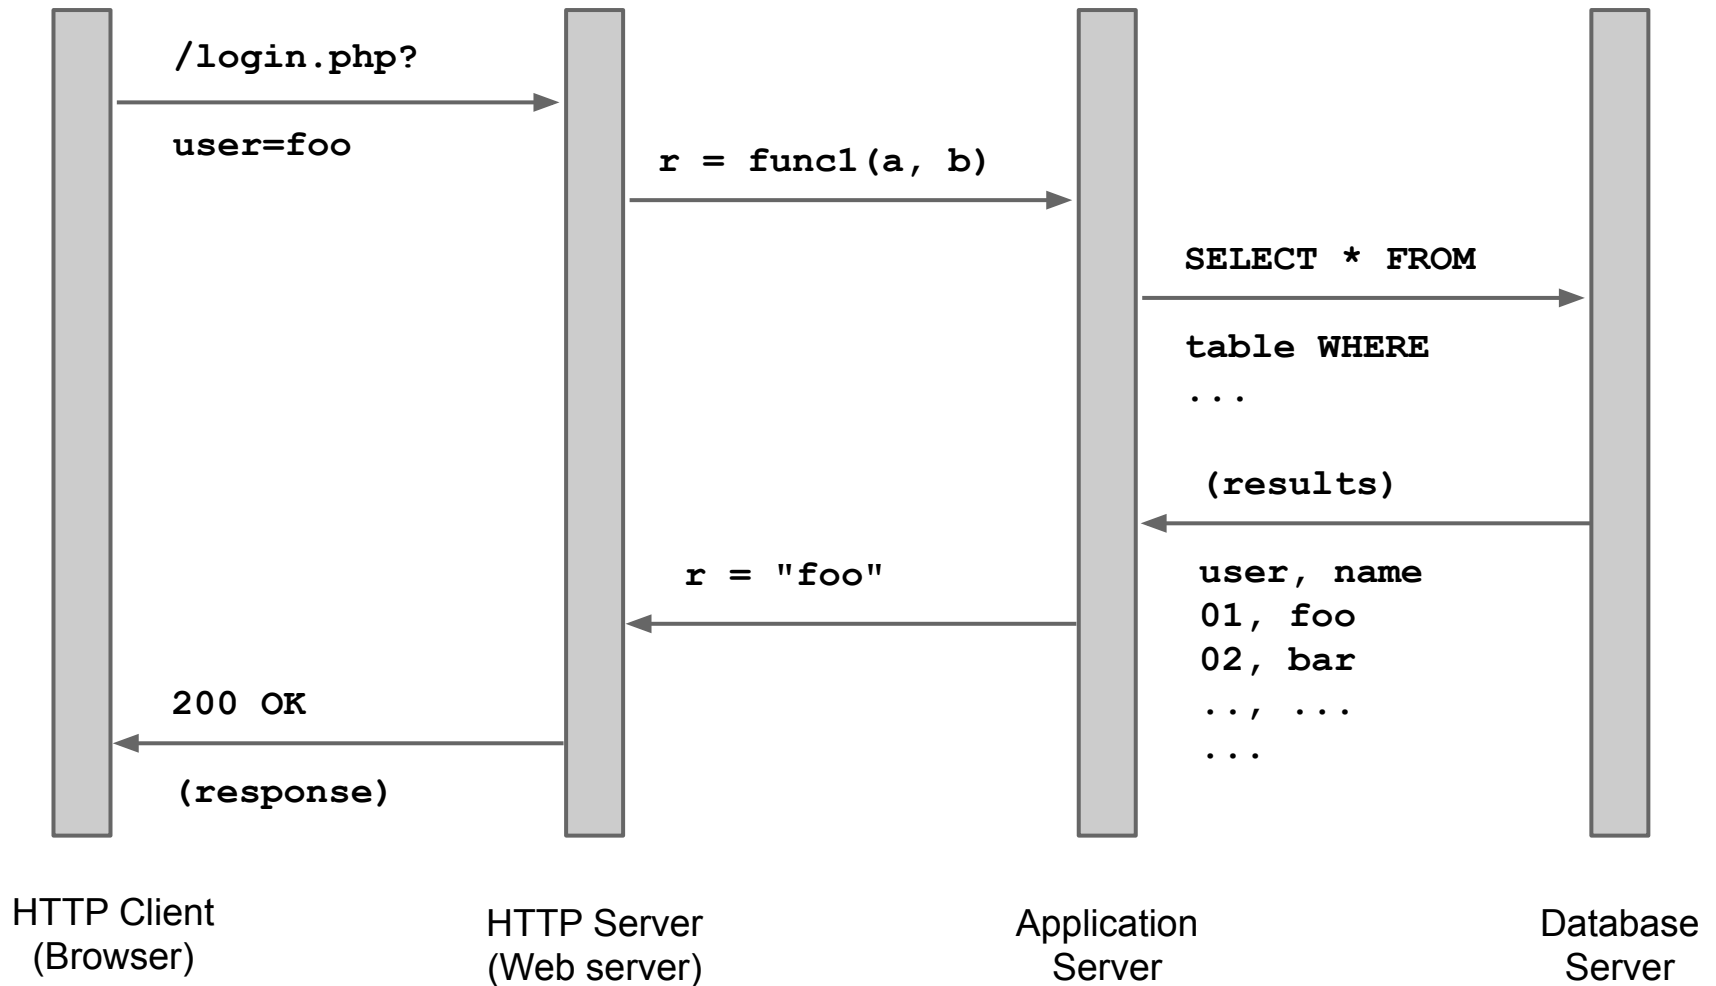 /login.php?
user=foo
r = func1(a, b)
SELECT * FROM
table WHERE
...
(results)
user, name
01, foo
02, bar
.., ...
...
r = "foo"
200 OK
(response)
HTTP Client
(Browser)
HTTP Server
(Web server)
Application
Server
Database
Server